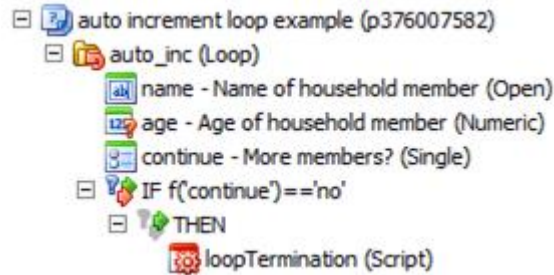 auto increment loop example (p376007582)
auto_inc (Loop)
name - Name of household member (Open)
age - Age of household member (Numeric)
continue - More members? (Single)
IF f('continue')=='no'
THEN
loopTermination (Script)